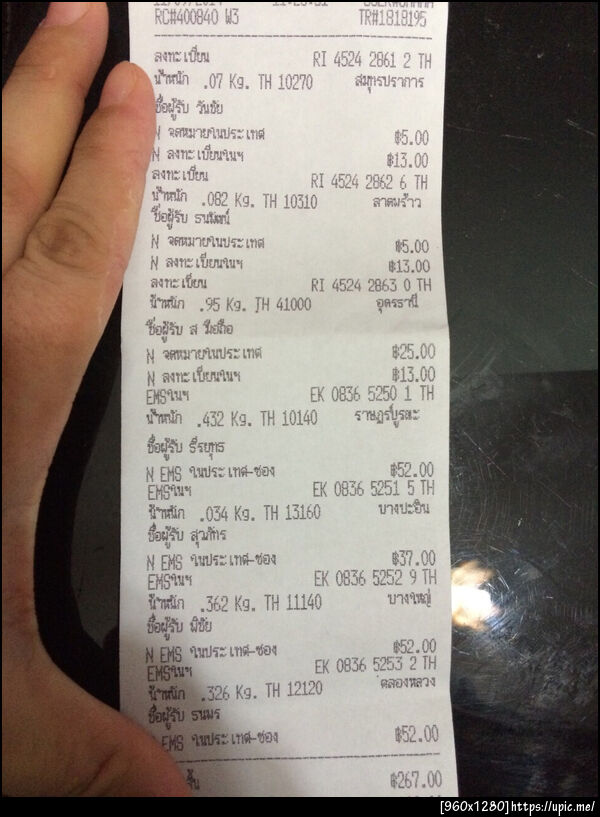 RC#400840 W3 TR#1818195
ลงทะเบียน RI 4524 2861 2 TH
น้ำหนัก .07 Kg. TH 10270 สมุทรปราการ
ชื่อผู้รับ วันชัย
N จดหมายในประเทศ ฿5.00
N ลงทะเบียนในฯ ฿13.00
ลงทะเบียน RI 4524 2862 6 TH
น้ำหนัก .082 Kg. TH 10310 ลาดพร้าว
ชื่อผู้รับ ธนพัฒน์
N จดหมายในประเทศ ฿5.00
N ลงทะเบียนในฯ ฿13.00
ลงทะเบียน RI 4524 2863 0 TH
น้ำหนัก .95 Kg. TH 41000 อุดรธานี
ชื่อผู้รับ ส มือถือ
N จดหมายในประเทศ ฿25.00
N ลงทะเบียนในฯ ฿13.00
EMSในฯ EK 0836 5250 1 TH
น้ำหนัก .432 Kg. TH 10140 ราษฎร์บูรณะ
ชื่อผู้รับ ธีรยุทธ
N EMS ในประเทศ-ซอง ฿52.00
EMSในฯ EK 0836 5251 5 TH
น้ำหนัก .034 Kg. TH 13160 บางปะอิน
ชื่อผู้รับ สุวภัทร
N EMS ในประเทศ-ซอง ฿37.00
EMSในฯ EK 0836 5252 9 TH
น้ำหนัก .362 Kg. TH 11140 บางใหญ่
ชื่อผู้รับ พิชัย
N EMS ในประเทศ-ซอง ฿52.00
EMSในฯ EK 0836 5253 2 TH
น้ำหนัก .326 Kg. TH 12120 คลองหลวง
ชื่อผู้รับ ธนพร
EMS ในประเทศ-ซอง ฿52.00
฿267.00
[960x1280]https://upic.me/